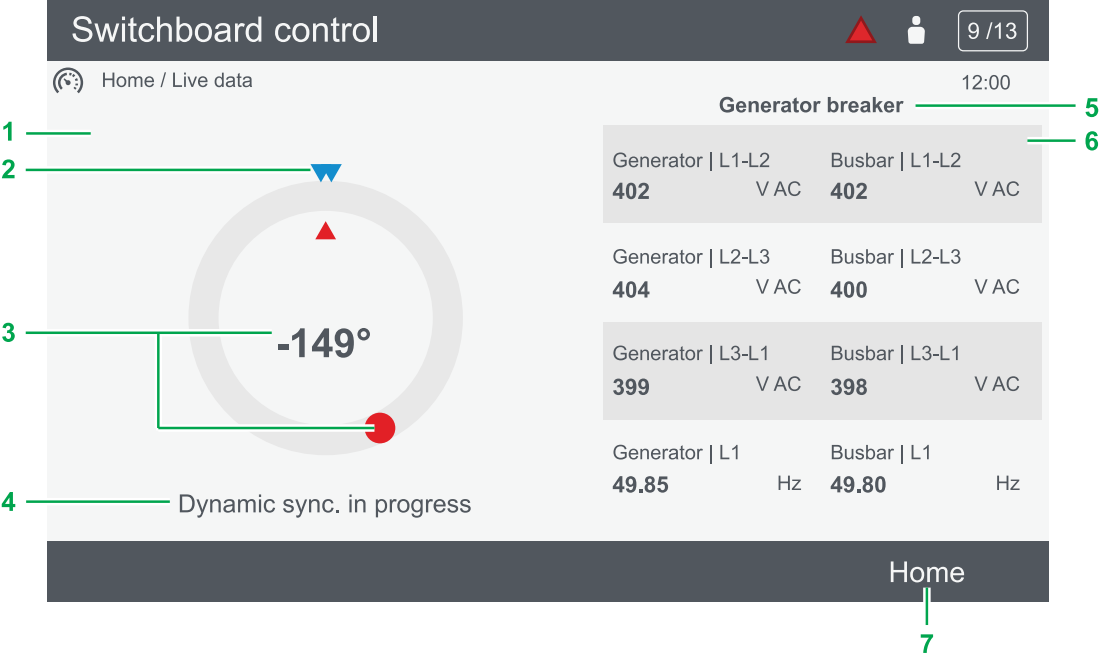 Switchboard control
9 /13
Home / Live data
12:00
Generator breaker
5
1
6
2
Generator | L1-L2 Busbar | L1-L2
402 V AC 402 V AC
Generator | L2-L3 Busbar | L2-L3
404 V AC 400 V AC
3
-149°
Generator | L3-L1 Busbar | L3-L1
399 V AC 398 V AC
Generator | L1 Busbar | L1
49.85 Hz 49.80 Hz
4
Dynamic sync. in progress
Home
7